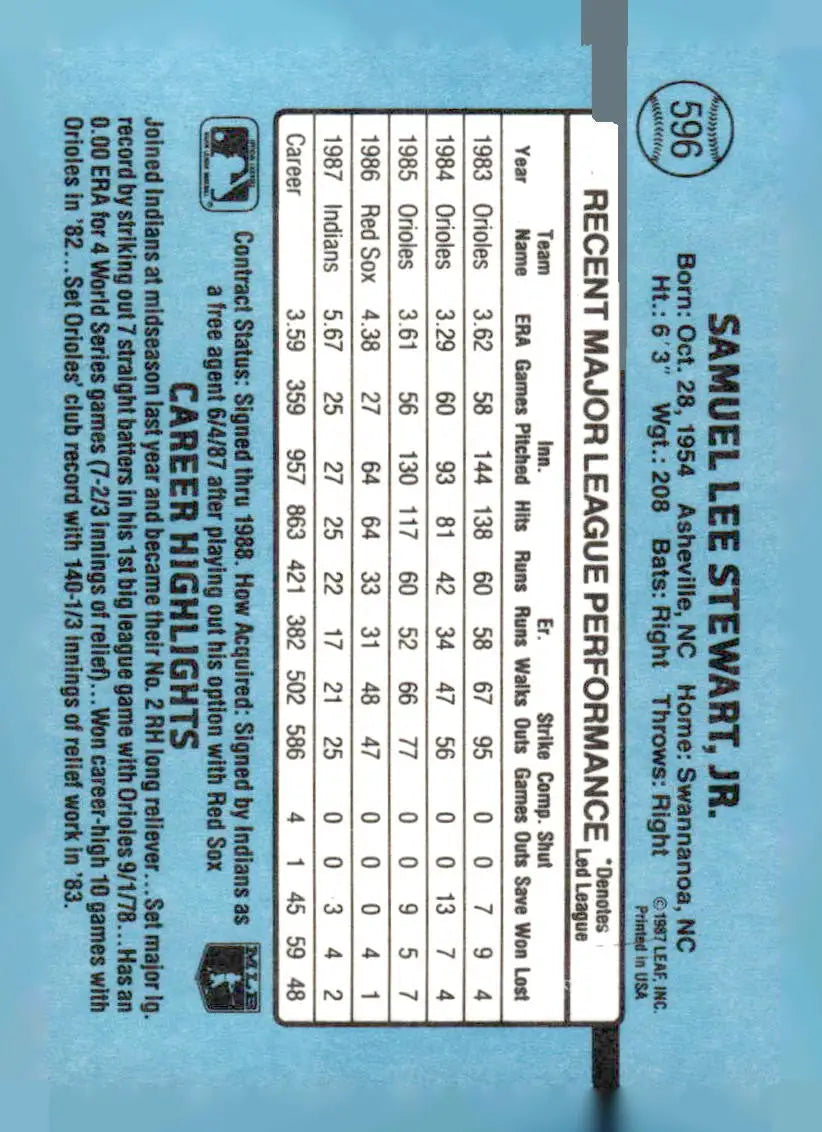 596
SAMUEL LEE STEWART, JR.
Born: Oct. 28, 1954 Asheville, NC Home: Swannanoa, NC
Ht.: 6'3" Wgt.: 208 Bats: Right Throws: Right
©1987 LEAF, INC.
Printed in USA
RECENT MAJOR LEAGUE PERFORMANCE *Denotes Led League
Team Inn. Er. Strike Comp. Shut
Year Name ERA Games Pitched Hits Runs Runs Walks Outs Games Outs Save Won Lost
1983 Orioles 3.62 58 144 138 60 58 67 95 0 0 7 9 4
1984 Orioles 3.29 60 93 81 42 34 47 56 0 0 13 7 4
1985 Orioles 3.61 56 130 117 60 52 66 77 0 0 9 5 7
1986 Red Sox 4.38 27 64 64 33 31 48 47 0 0 0 4 1
1987 Indians 5.67 25 27 25 22 17 21 25 0 0 3 4 2
Career 3.59 359 957 863 421 382 502 586 4 1 45 59 48
Contract Status: Signed thru 1988. How Acquired: Signed by Indians as
a free agent 6/4/87 after playing out his option with Red Sox
MLB
CAREER HIGHLIGHTS
Joined Indians at midseason last year and became their No. 2 RH long reliever...Set major lg.
record by striking out 7 straight batters in his 1st big league game with Orioles 9/1/78...Has an
0.00 ERA for 4 World Series games (7-2/3 innings of relief)...Won career-high 10 games with
Orioles in '82...Set Orioles' club record with 140-1/3 innings of relief work in '83.